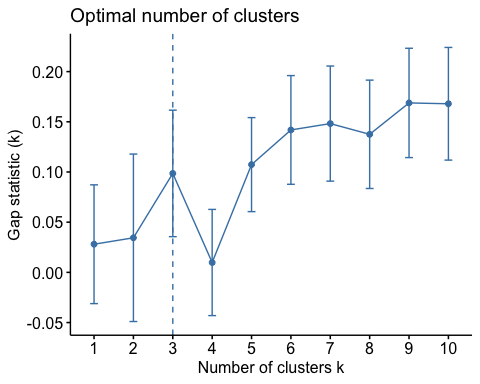 Optimal number of clusters
Gap statistic (k)
0.20
0.15
0.10
0.05
0.00
-0.05
1 2 3 4 5 6 7 8 9 10
Number of clusters k